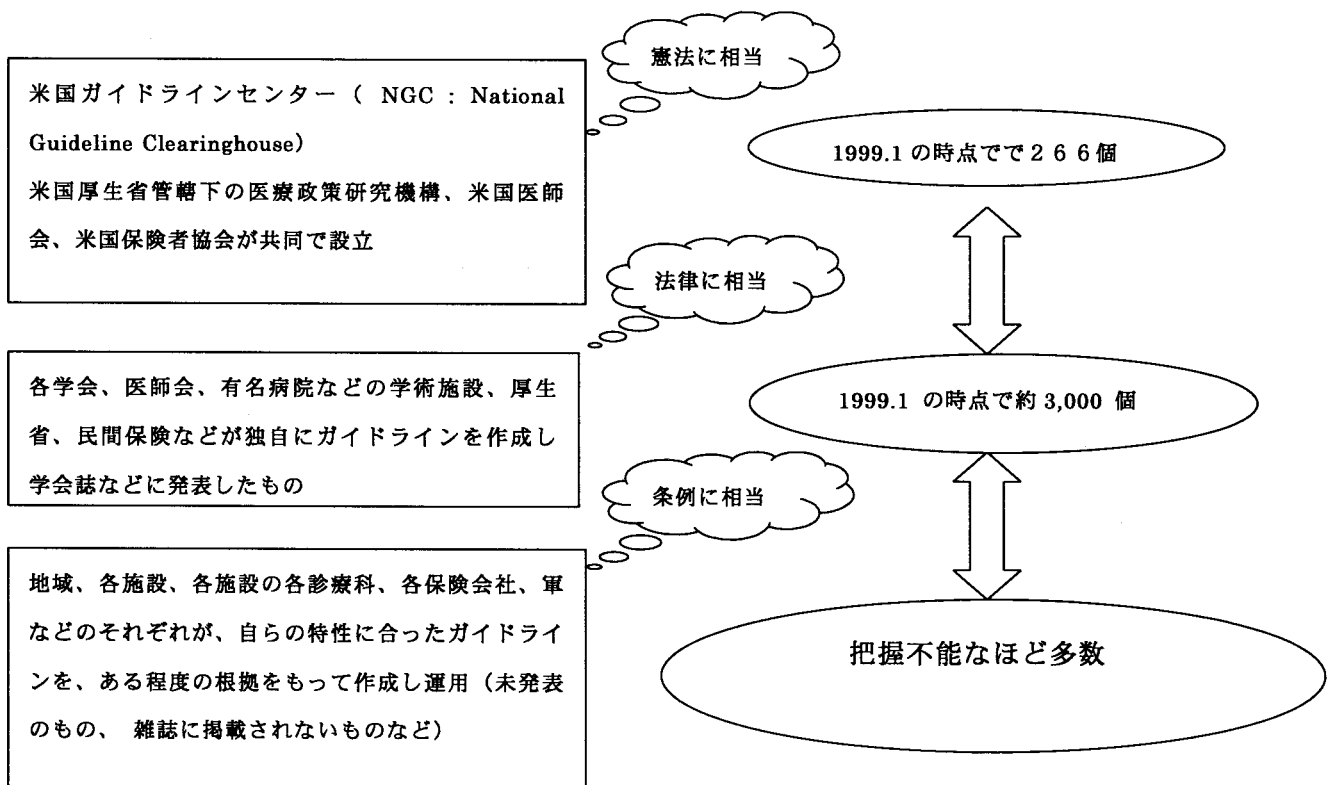 憲法に相当
米国ガイドラインセンター( NGC : National
Guideline Clearinghouse)
米国厚生省管轄下の医療政策研究機構、米国医師
会、米国保険者協会が共同で設立
1999.1 の時点でで266個
法律に相当
各学会、医師会、有名病院などの学術施設、厚生
省、民間保険などが独自にガイドラインを作成し
学会誌などに発表したもの
1999.1 の時点で約 3,000 個
条例に相当
地域、各施設、各施設の各診療科、各保険会社、軍
などのそれぞれが、自らの特性に合ったガイドライ
ンを、ある程度の根拠をもって作成し運用(未発表
のもの、 雑誌に掲載されないものなど)
把握不能なほど多数